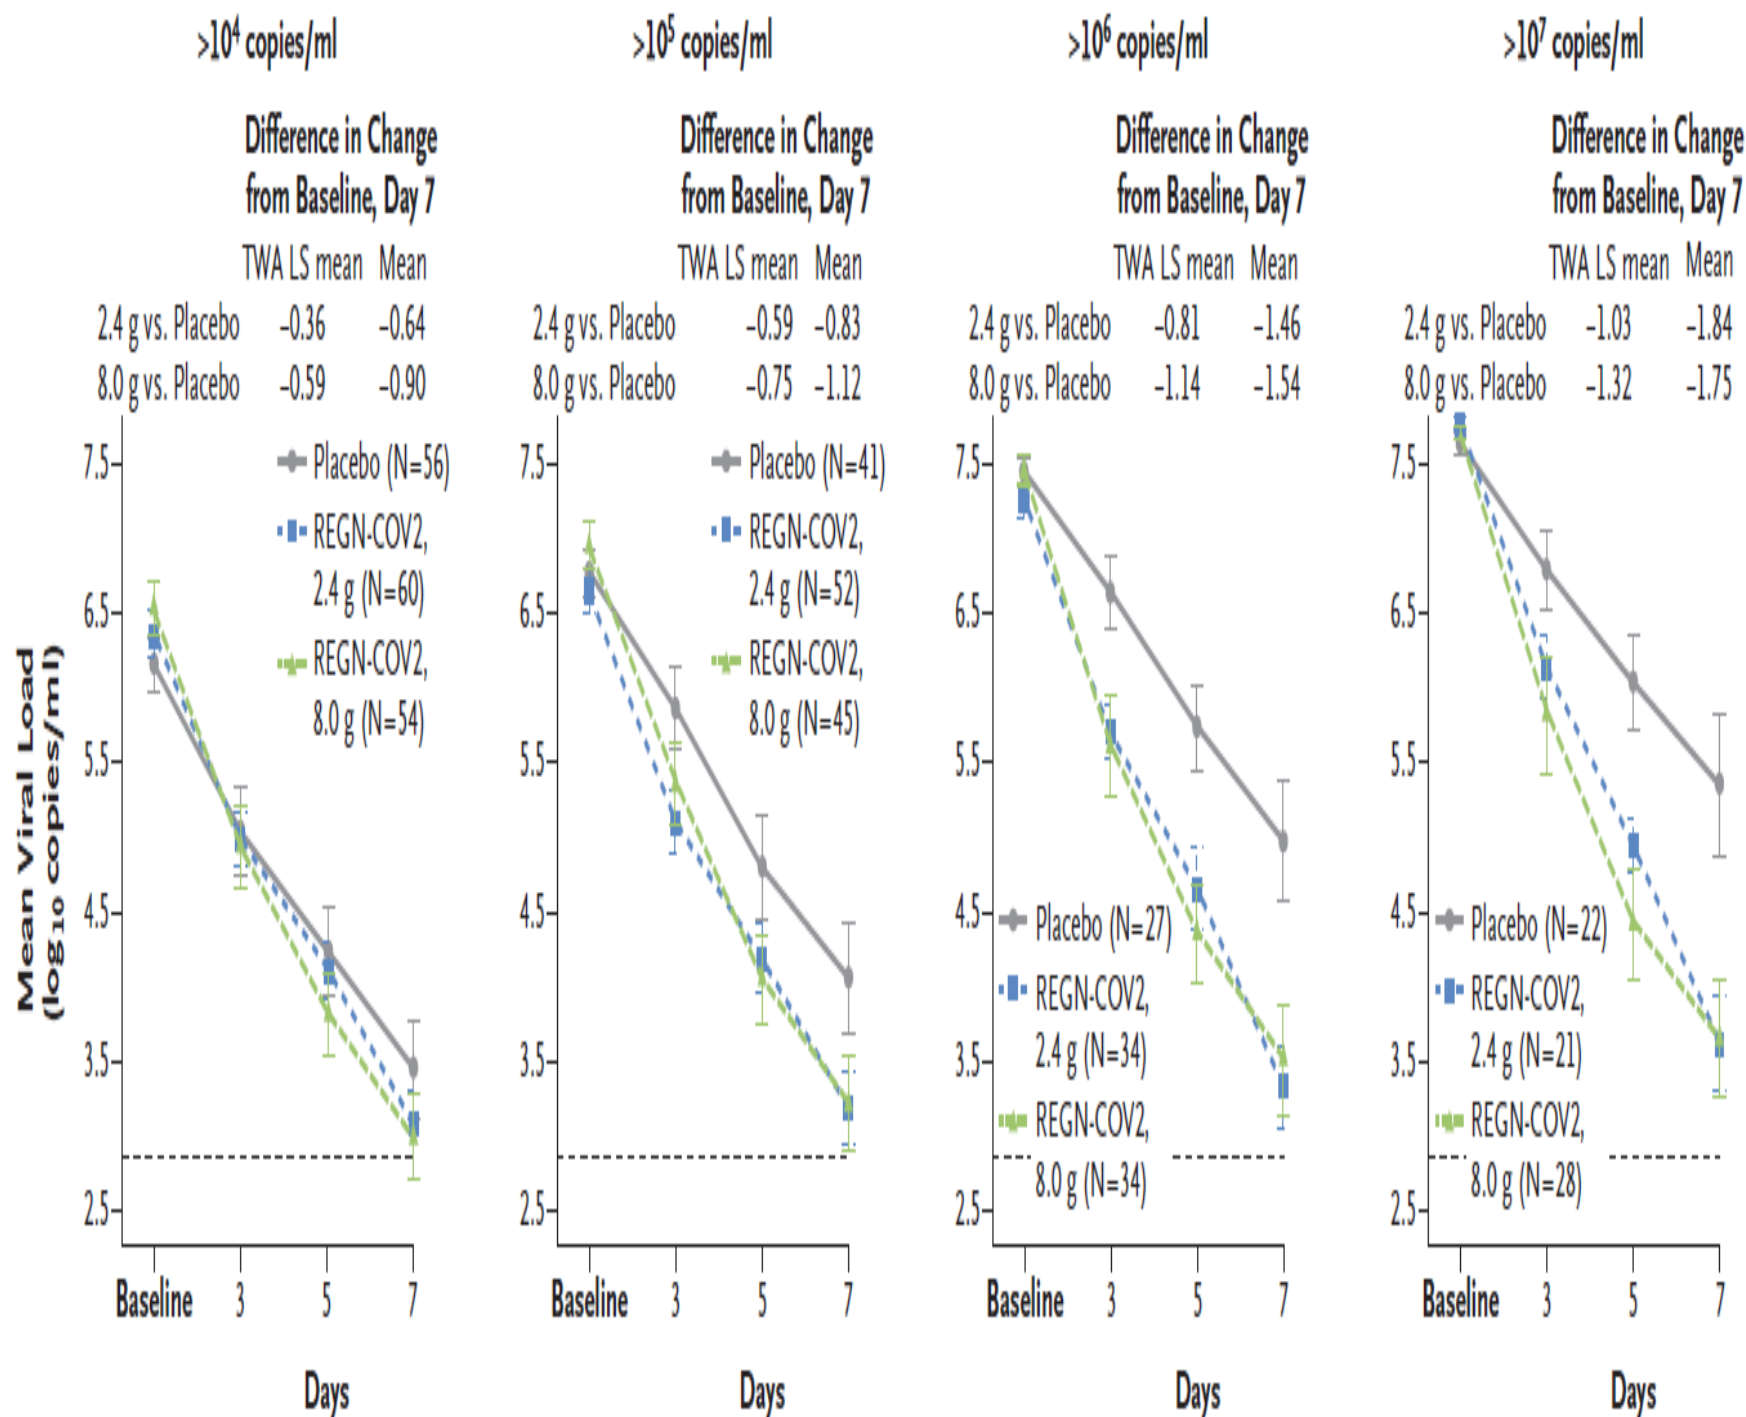 >10⁴ copies/ml
Difference in Change
from Baseline, Day 7
TWA LS mean Mean
2.4 g vs. Placebo –0.36 –0.64
8.0 g vs. Placebo –0.59 –0.90
7.5
6.5
5.5
4.5
3.5
2.5
Placebo (N=56)
REGN-COV2,
2.4 g (N=60)
REGN-COV2,
8.0 g (N=54)
Mean Viral Load
(log₁₀ copies/ml)
Baseline 3 5 7
Days
>10⁵ copies/ml
Difference in Change
from Baseline, Day 7
TWA LS mean Mean
2.4 g vs. Placebo –0.59 –0.83
8.0 g vs. Placebo –0.75 –1.12
7.5
6.5
5.5
4.5
3.5
2.5
Placebo (N=41)
REGN-COV2,
2.4 g (N=52)
REGN-COV2,
8.0 g (N=45)
Baseline 3 5 7
Days
>10⁶ copies/ml
Difference in Change
from Baseline, Day 7
TWA LS mean Mean
2.4 g vs. Placebo –0.81 –1.46
8.0 g vs. Placebo –1.14 –1.54
7.5
6.5
5.5
4.5
3.5
2.5
Placebo (N=27)
REGN-COV2,
2.4 g (N=34)
REGN-COV2,
8.0 g (N=34)
Baseline 3 5 7
Days
>10⁷ copies/ml
Difference in Change
from Baseline, Day 7
TWA LS mean Mean
2.4 g vs. Placebo –1.03 –1.84
8.0 g vs. Placebo –1.32 –1.75
7.5
6.5
5.5
4.5
3.5
2.5
Placebo (N=22)
REGN-COV2,
2.4 g (N=21)
REGN-COV2,
8.0 g (N=28)
Baseline 3 5 7
Days